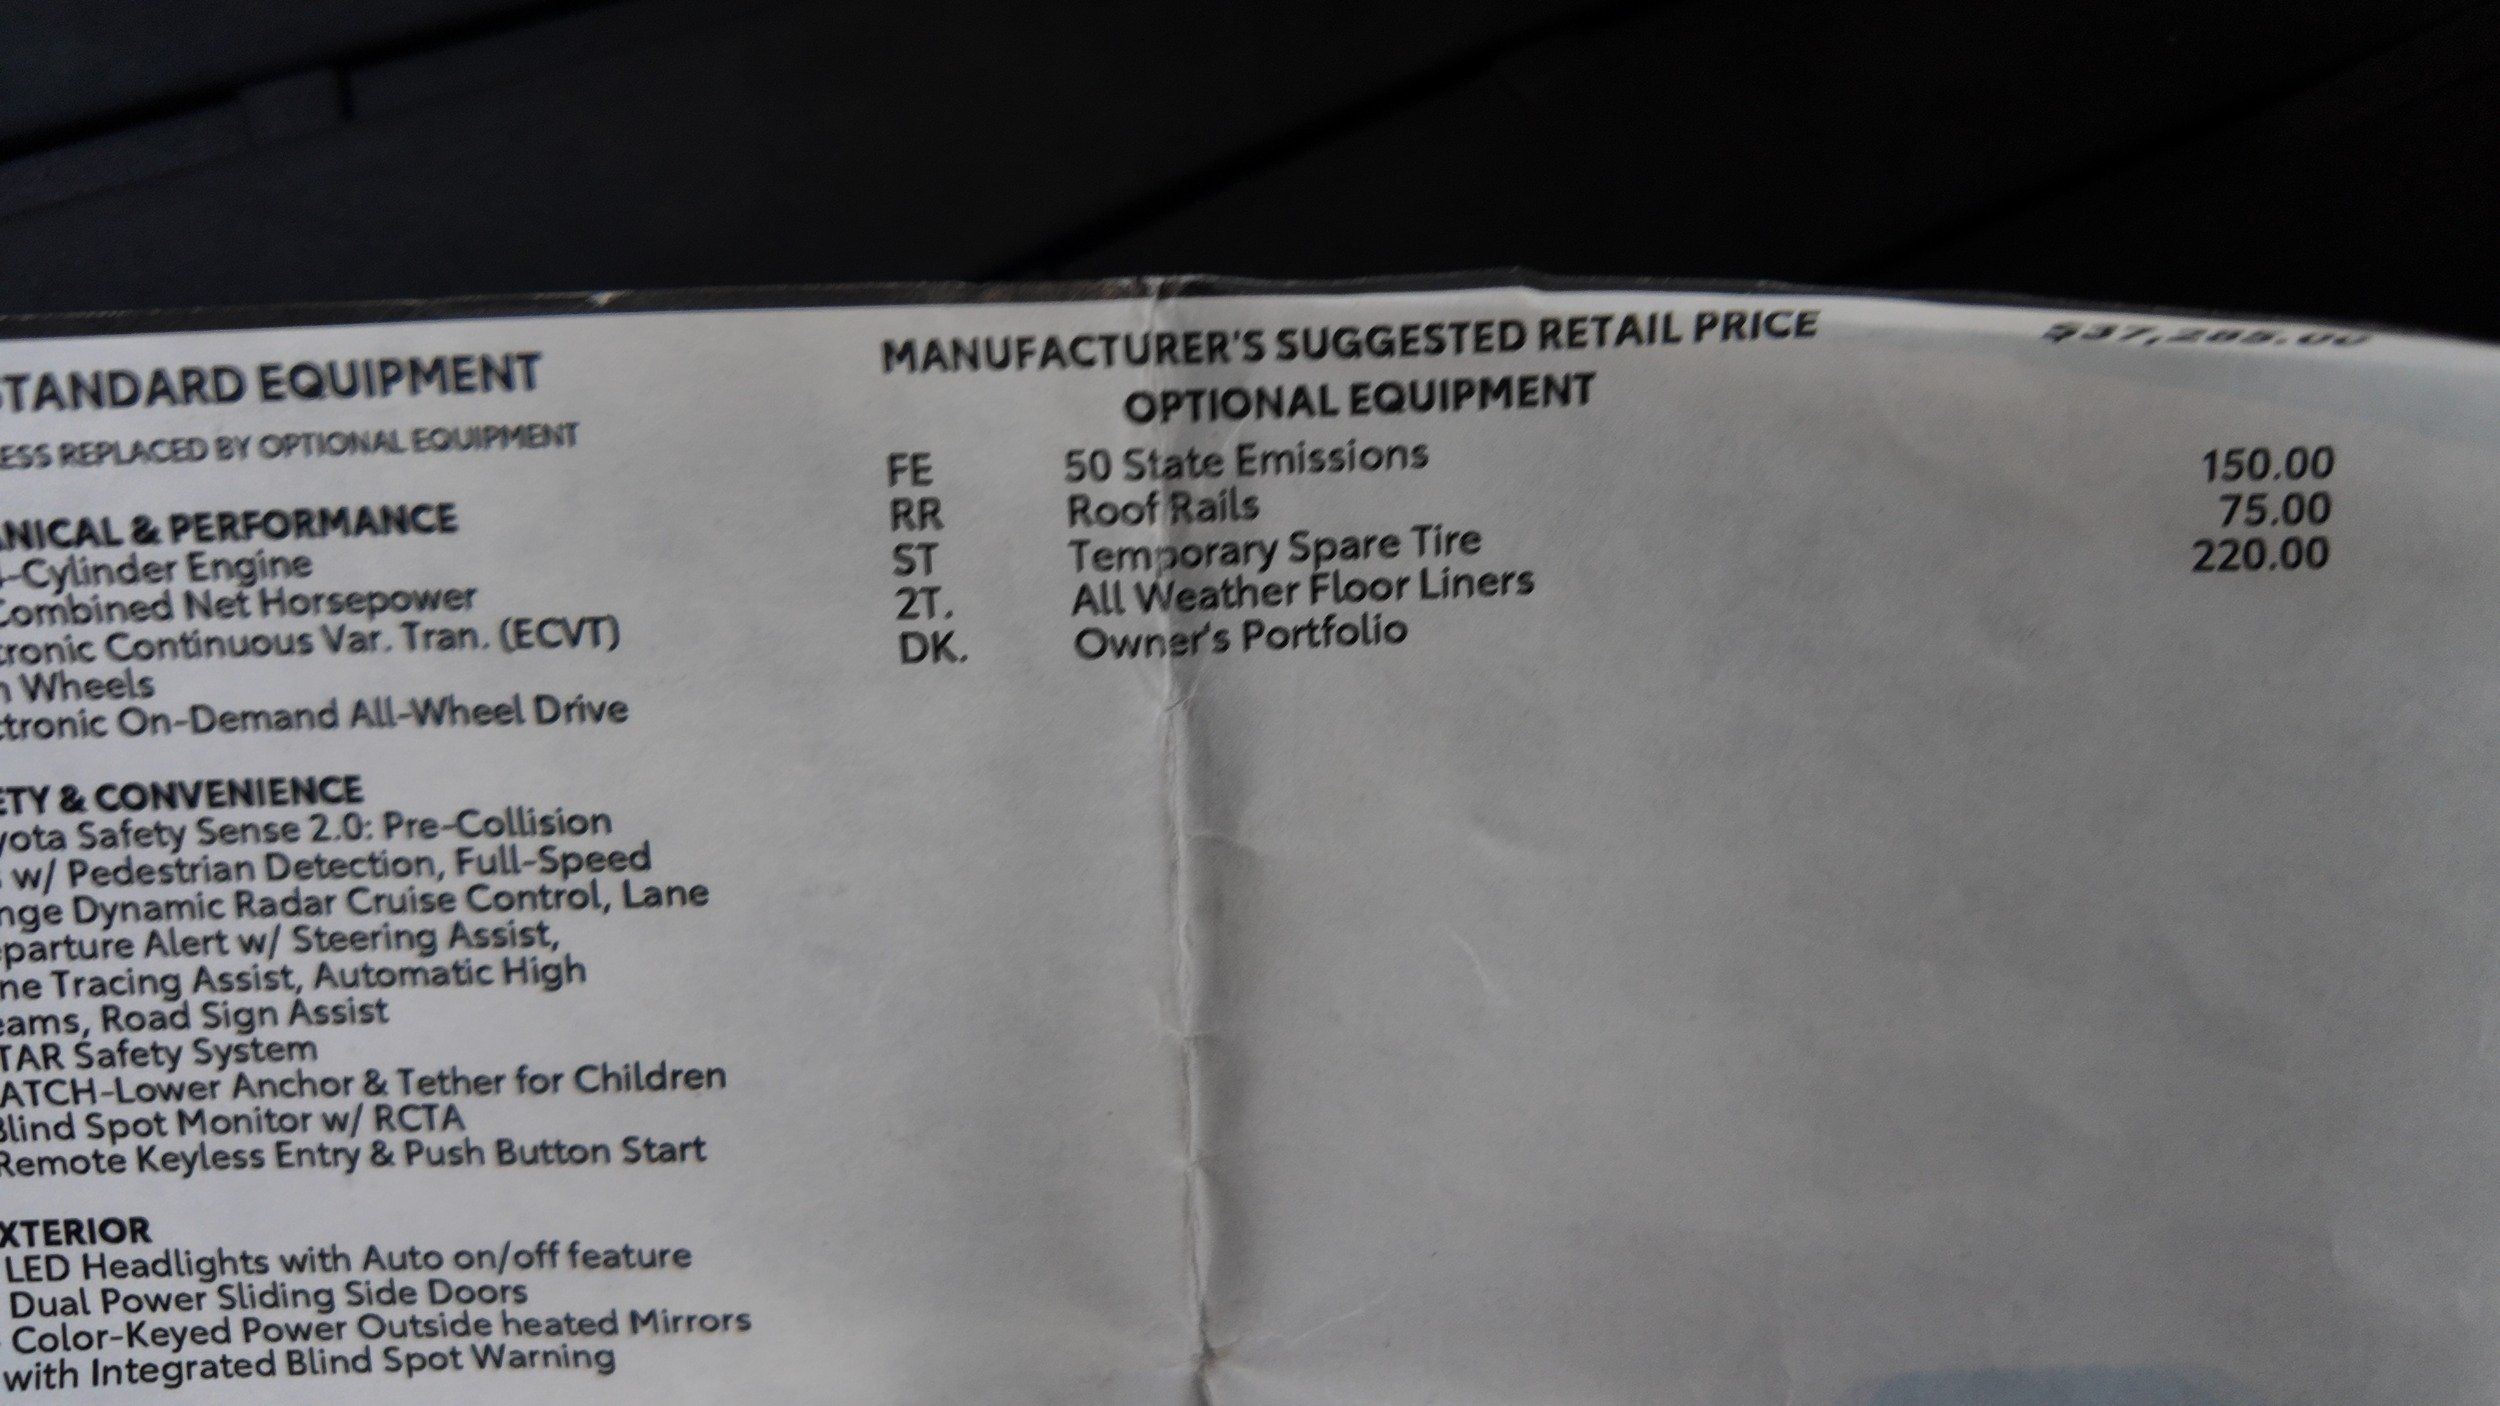 STANDARD EQUIPMENT
ESS REPLACED BY OPTIONAL EQUIPMENT
NICAL & PERFORMANCE
-Cylinder Engine
Combined Net Horsepower
tronic Continuous Var. Tran. (ECVT)
Wheels
ctronic On-Demand All-Wheel Drive
ETY & CONVENIENCE
yota Safety Sense 2.0: Pre-Collision
w/ Pedestrian Detection, Full-Speed
nge Dynamic Radar Cruise Control, Lane
eparture Alert w/ Steering Assist,
ne Tracing Assist, Automatic High
eams, Road Sign Assist
TAR Safety System
ATCH-Lower Anchor & Tether for Children
Blind Spot Monitor w/ RCTA
Remote Keyless Entry & Push Button Start
XTERIOR
LED Headlights with Auto on/off feature
Dual Power Sliding Side Doors
Color-Keyed Power Outside heated Mirrors
with Integrated Blind Spot Warning
MANUFACTURER'S SUGGESTED RETAIL PRICE
OPTIONAL EQUIPMENT
FE 50 State Emissions 150.00
RR Roof Rails 75.00
ST Temporary Spare Tire 220.00
2T. All Weather Floor Liners
DK. Owner's Portfolio